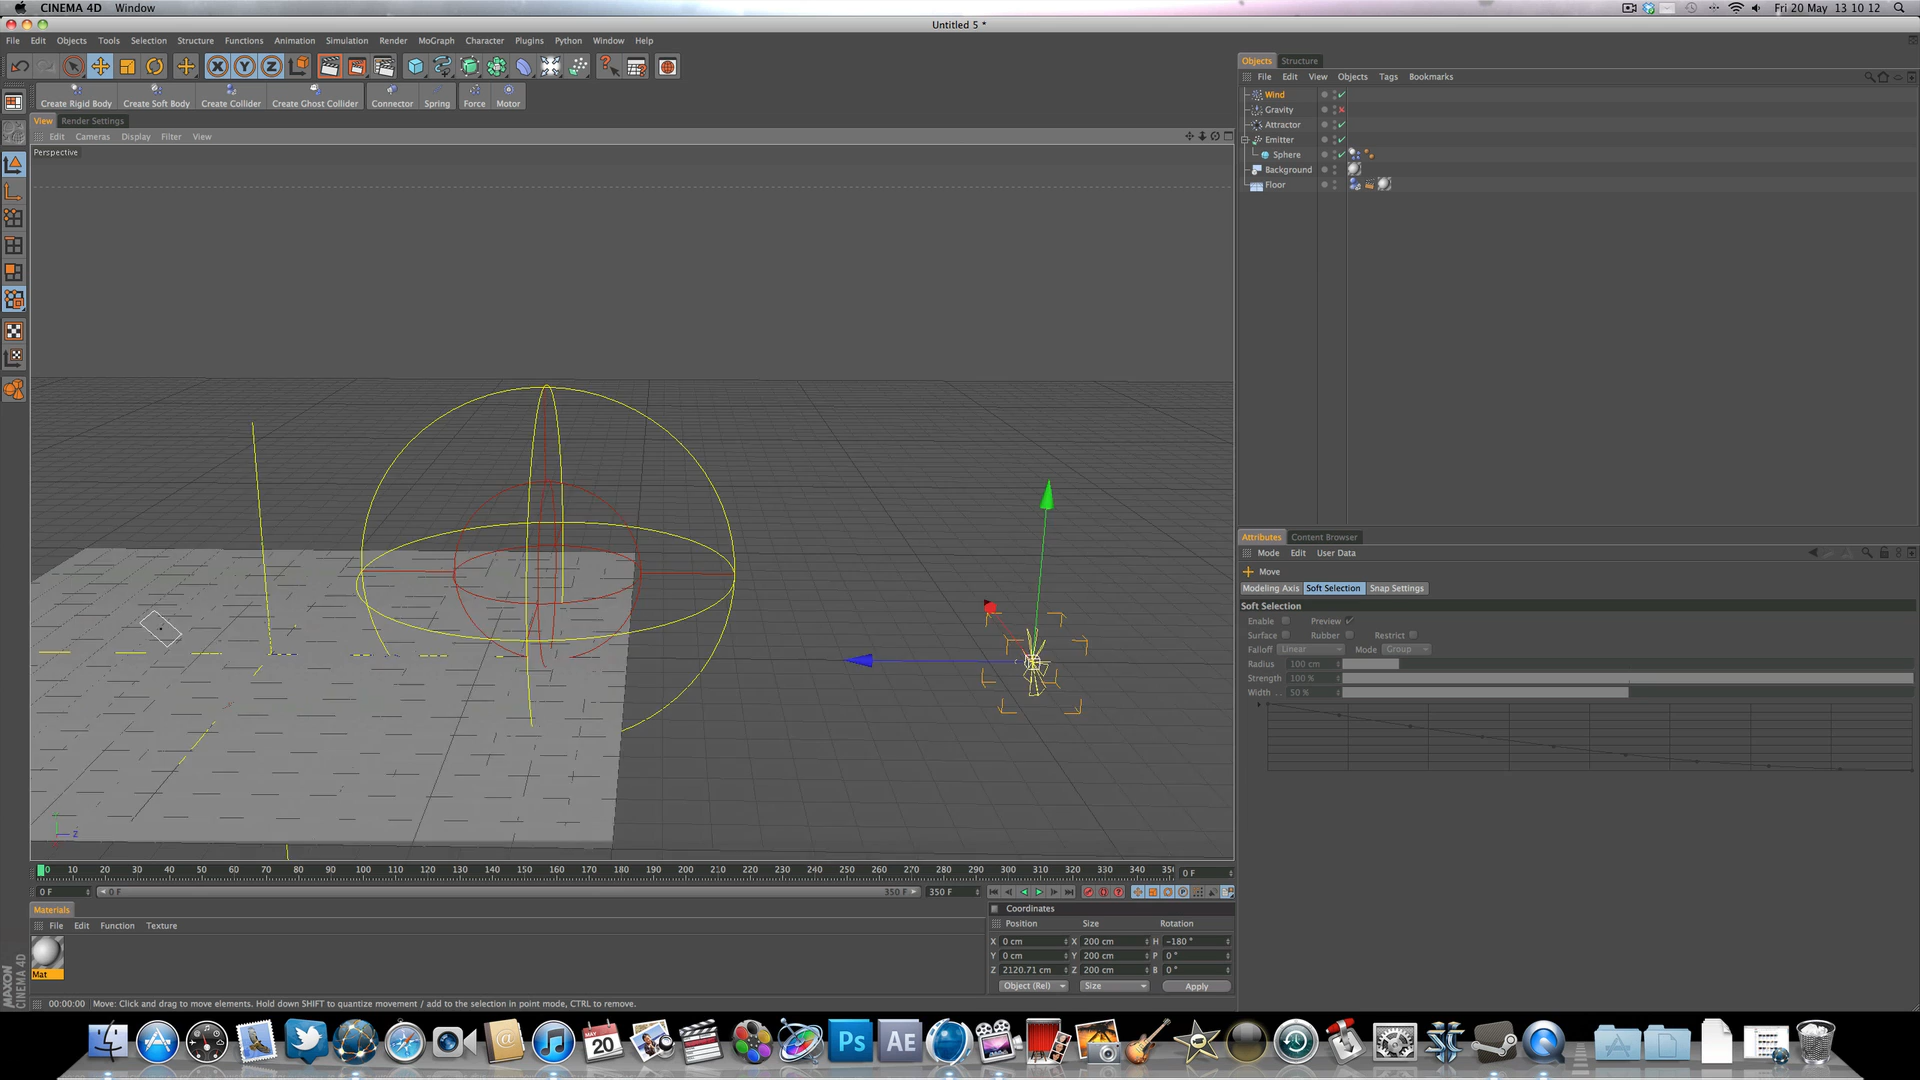 CINEMA 4D Window Fri 20 May 13 10 12
Untitled 5 *
File Edit Objects Tools Selection Structure Functions Animation Simulation Render MoGraph Character Plugins Python Window Help
X Y Z
Create Rigid Body Create Soft Body Create Collider Create Ghost Collider Connector Spring Force Motor
View Render Settings
Edit Cameras Display Filter View
Perspective
Z
0 10 20 30 40 50 60 70 80 90 100 110 120 130 140 150 160 170 180 190 200 210 220 230 240 250 260 270 280 290 300 310 320 330 340 35 0 F
0 F 0 F 350 F 350 F
Materials
File Edit Function Texture
Mat
MAXON
CINEMA 4D
Coordinates
Position Size Rotation
X 0 cm X 200 cm H -180 °
Y 0 cm Y 200 cm P 0 °
Z 2120.71 cm Z 200 cm B 0 °
Object (Rel) Size Apply
00:00:00 Move: Click and drag to move elements. Hold down SHIFT to quantize movement / add to the selection in point mode, CTRL to remove.
Objects Structure
File Edit View Objects Tags Bookmarks
Wind
Gravity
Attractor
Emitter
Sphere
Background
Floor
Attributes Content Browser
Mode Edit User Data
Move
Modeling Axis Soft Selection Snap Settings
Soft Selection
Enable Preview
Surface Rubber Restrict
Falloff Linear Mode Group
Radius 100 cm
Strength 100 %
Width . . 50 %
MAY
20
Ps
AE